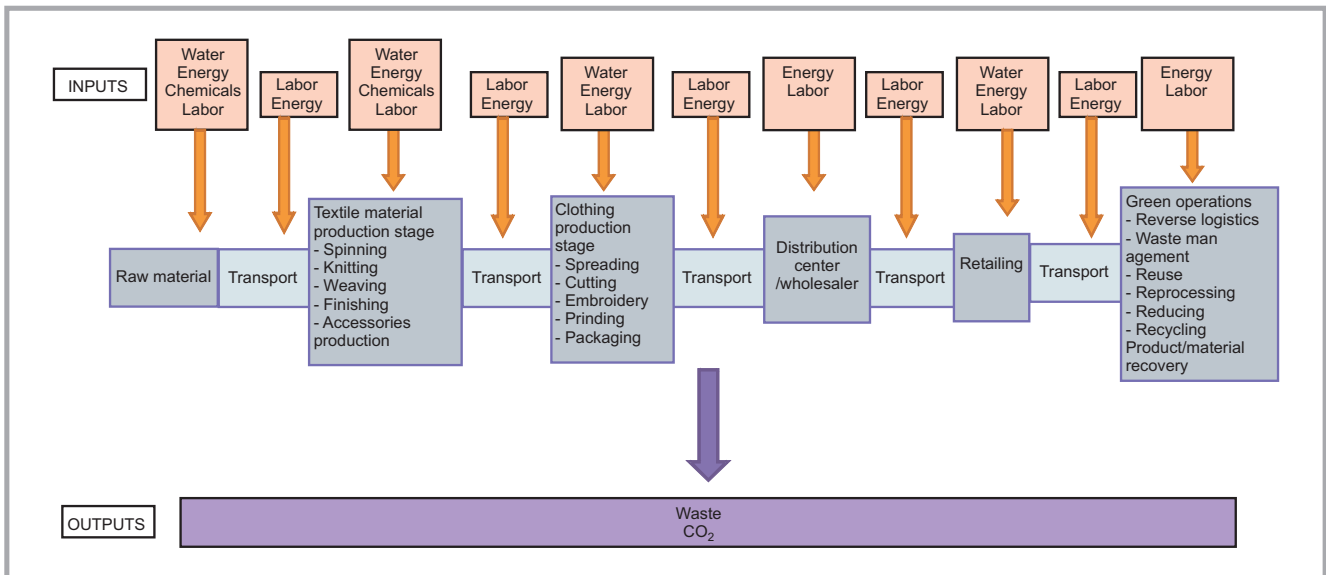 INPUTS
Water
Energy
Chemicals
Labor
Labor
Energy
Water
Energy
Chemicals
Labor
Labor
Energy
Water
Energy
Labor
Labor
Energy
Energy
Labor
Labor
Energy
Water
Energy
Labor
Labor
Energy
Energy
Labor
Raw material
Transport
Textile material
production stage
- Spinning
- Knitting
- Weaving
- Finishing
- Accessories
production
Transport
Clothing
production
stage
- Spreading
- Cutting
- Embroidery
- Prinding
- Packaging
Transport
Distribution
center
/wholesaler
Transport
Retailing
Transport
Green operations
- Reverse logistics
- Waste man
agement
- Reuse
- Reprocessing
- Reducing
- Recycling
Product/material
recovery
OUTPUTS
Waste
CO₂